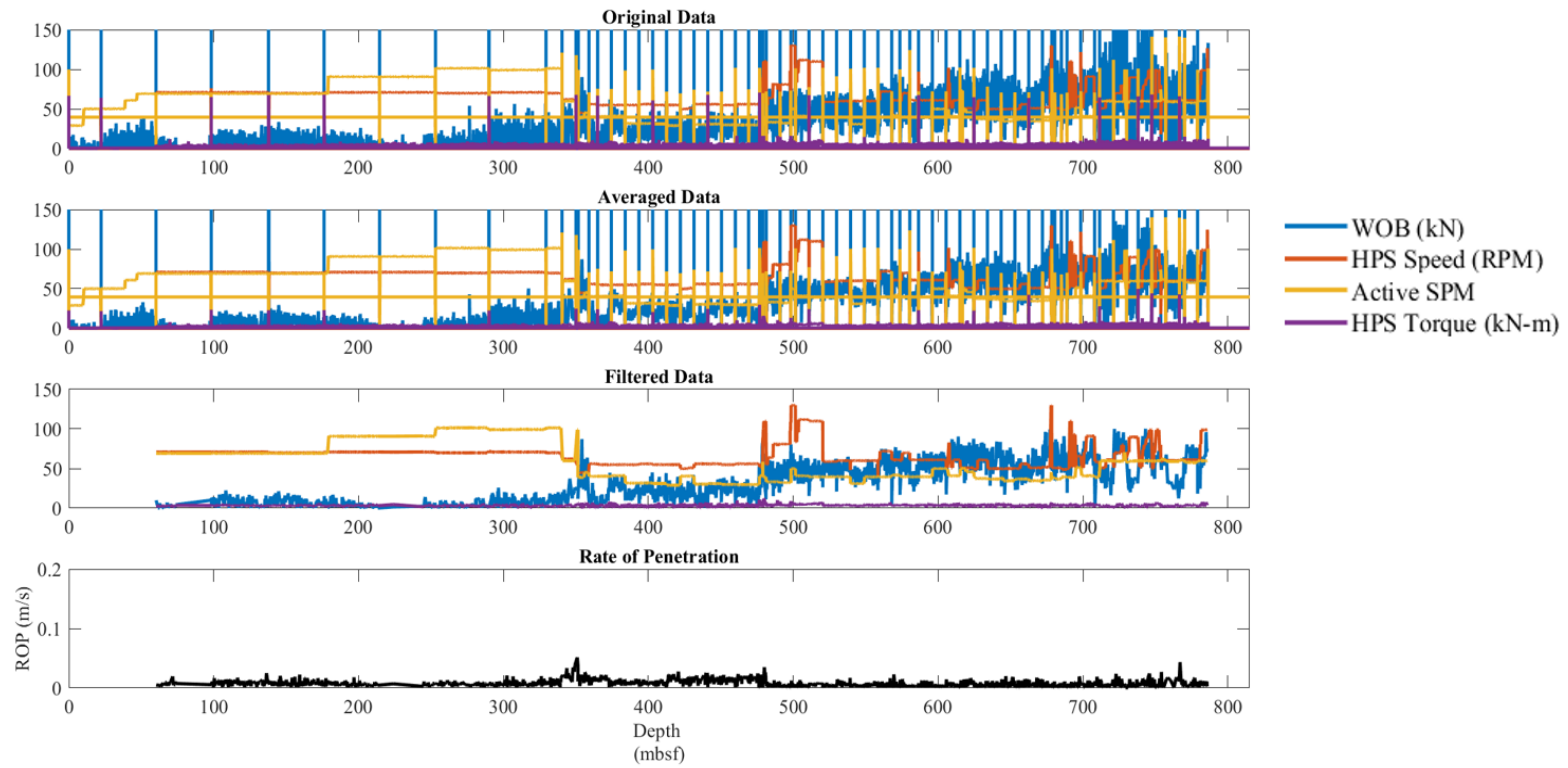 Original Data
150
100
50
0
0 100 200 300 400 500 600 700 800
Averaged Data
150
100
50
0
0 100 200 300 400 500 600 700 800
WOB (kN)
HPS Speed (RPM)
Active SPM
HPS Torque (kN-m)
Filtered Data
150
100
50
0
0 100 200 300 400 500 600 700 800
Rate of Penetration
ROP (m/s)
0.2
0.1
0
0 100 200 300 400 500 600 700 800
Depth
(mbsf)